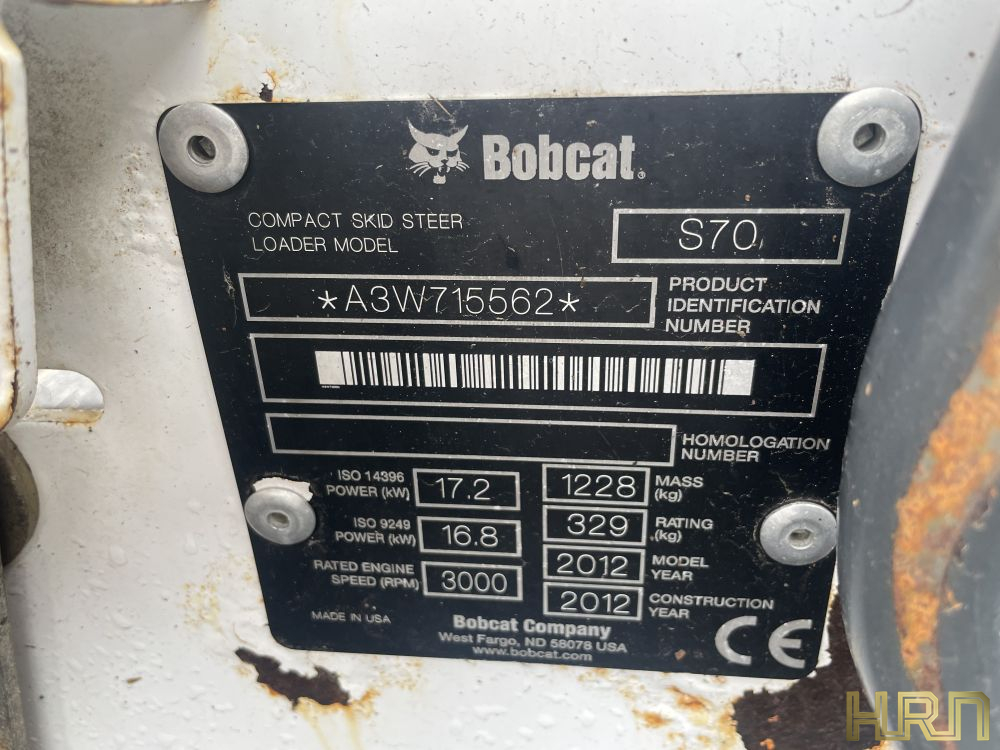 Bobcat.
COMPACT SKID STEER
LOADER MODEL
S70
*A3W715562*
PRODUCT
IDENTIFICATION
NUMBER
HOMOLOGATION
NUMBER
ISO 14396
POWER (kW)
17.2
1228
MASS
(kg)
ISO 9249
POWER (kW)
16.8
329
RATING
(kg)
RATED ENGINE
SPEED (RPM)
3000
2012
MODEL
YEAR
2012
CONSTRUCTION
YEAR
MADE IN USA
Bobcat Company
West Fargo, ND 58078 USA
www.bobcat.com
CE
HRN